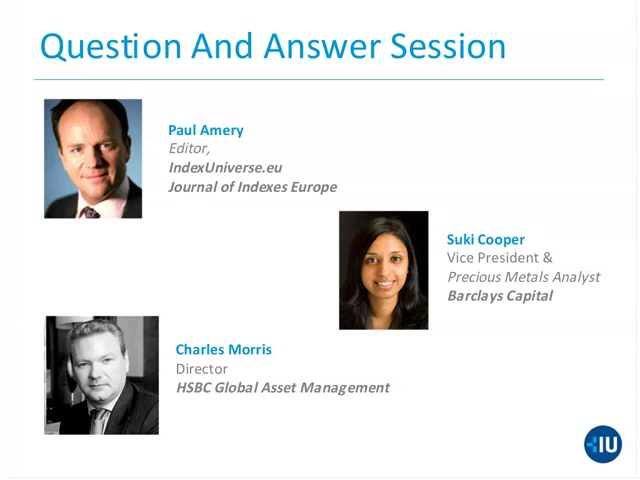 Question And Answer Session
Paul Amery
Editor,
IndexUniverse.eu
Journal of Indexes Europe
Suki Cooper
Vice President &
Precious Metals Analyst
Barclays Capital
Charles Morris
Director
HSBC Global Asset Management
IU